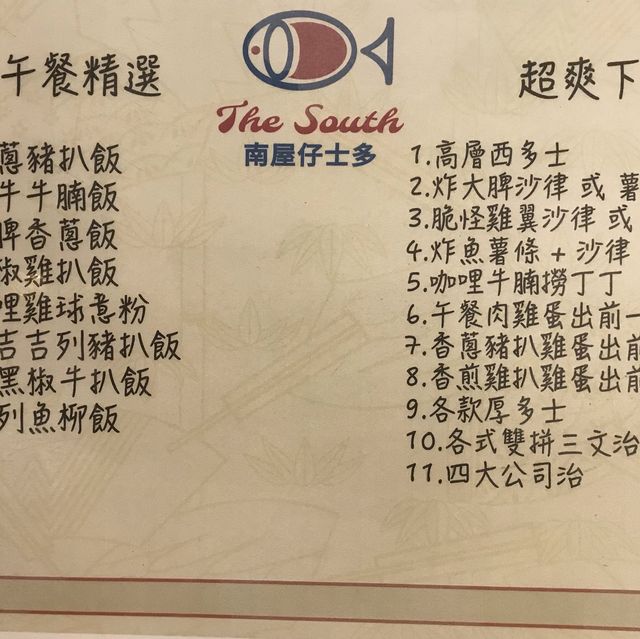 The South
南屋仔士多
午餐精選
蔥豬扒飯
牛牛腩飯
脾香蔥飯
椒雞扒飯
哩雞球意粉
吉吉列豬扒飯
黑椒牛扒飯
列魚柳飯
超爽下
1.高層西多士
2.炸大脾沙律 或 薯
3.脆怪雞翼沙律 或
4.炸魚薯條 + 沙律
5.咖哩牛腩撈丁丁
6.午餐肉雞蛋出前一
7.香蔥豬扒雞蛋出前
8.香煎雞扒雞蛋出前
9.各款厚多士
10.各式雙拼三文治
11.四大公司治